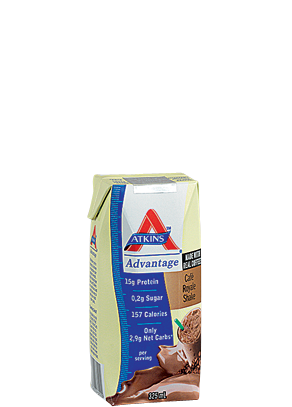 ATKINS
Advantage
15g Protein
0,2g Sugar
157 Calories
Only
2,9g Net Carbs*
per
serving
MADE WITH
REAL COFFEE
Café
Royale
Shake